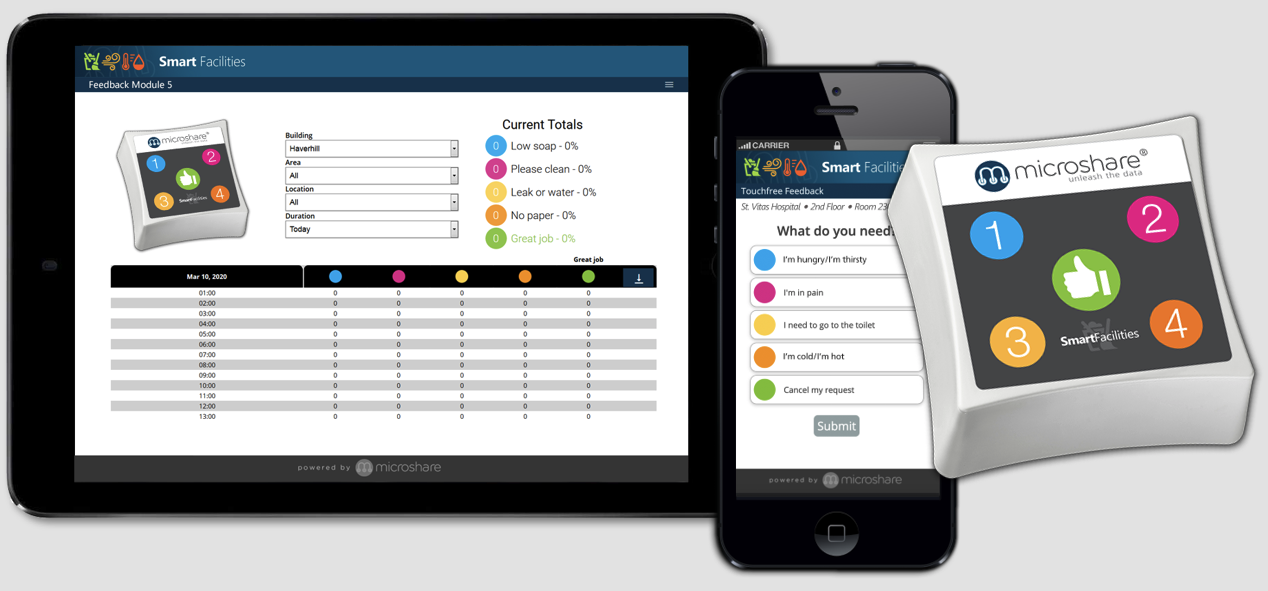 Smart Facilities
Feedback Module 5
microshare®
1
2
3
4
SmartFacilities
Building
Haverhill
Area
All
Location
All
Duration
Today
Current Totals
0 Low soap - 0%
0 Please clean - 0%
0 Leak or water - 0%
0 No paper - 0%
0 Great job - 0%
Great job
Mar 10, 2020
01:00 0 0 0 0 0
02:00 0 0 0 0 0
03:00 0 0 0 0 0
04:00 0 0 0 0 0
05:00 0 0 0 0 0
06:00 0 0 0 0 0
07:00 0 0 0 0 0
08:00 0 0 0 0 0
09:00 0 0 0 0 0
10:00 0 0 0 0 0
11:00 0 0 0 0 0
12:00 0 0 0 0 0
13:00 0 0 0 0 0
powered by microshare
CARRIER
Smart Facilitie
Touchfree Feedback
St. Vitas Hospital • 2nd Floor • Room 23
What do you need?
I'm hungry/I'm thirsty
I'm in pain
I need to go to the toilet
I'm cold/I'm hot
Cancel my request
Submit
powered by microshare
microshare®
unleash the data
1
2
3
4
SmartFacilities